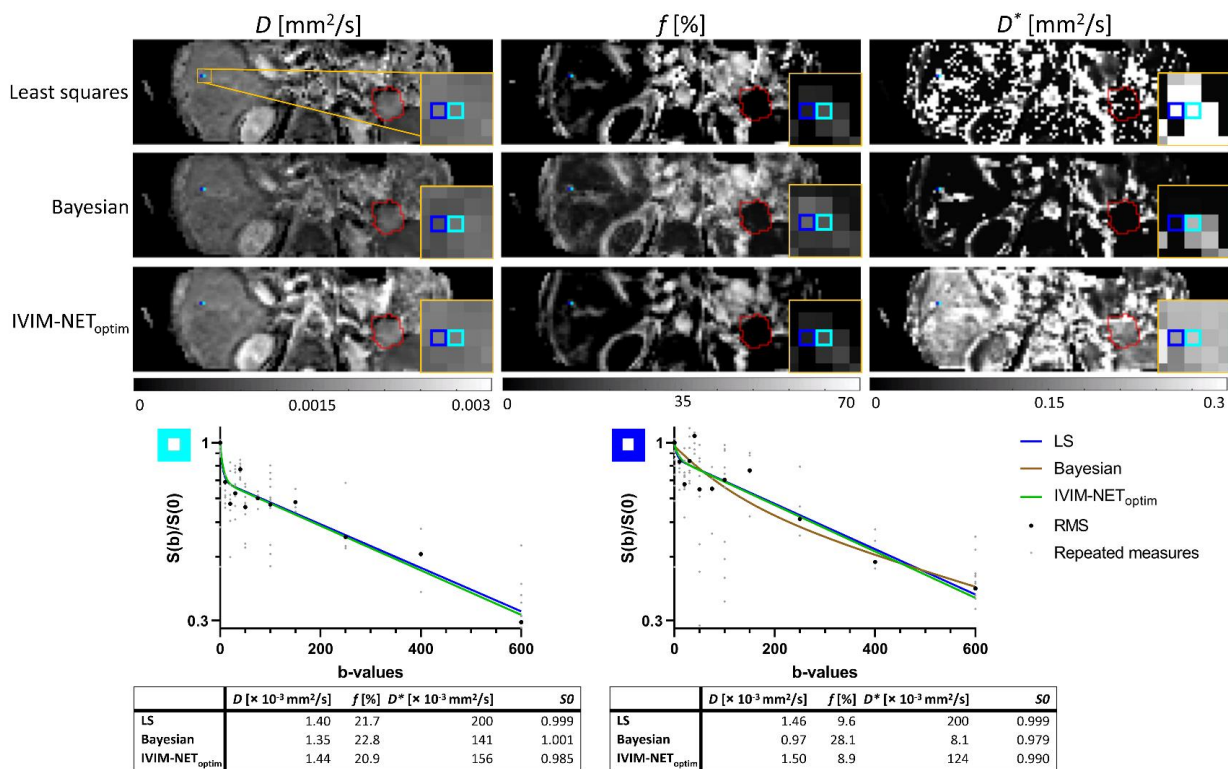 D [mm²/s] f [%] D* [mm²/s]
Least squares
Bayesian
IVIM-NEToptim
0 0.0015 0.003 0 35 70 0 0.15 0.3
1 1
S(b)/S(0) S(b)/S(0)
0.3 0.3
0 200 400 600 0 200 400 600
b-values b-values
LS
Bayesian
IVIM-NEToptim
RMS
Repeated measures
D [× 10-3 mm²/s] f [%] D* [× 10-3 mm²/s] S0
LS 1.40 21.7 200 0.999
Bayesian 1.35 22.8 141 1.001
IVIM-NEToptim 1.44 20.9 156 0.985
D [× 10-3 mm²/s] f [%] D* [× 10-3 mm²/s] S0
LS 1.46 9.6 200 0.999
Bayesian 0.97 28.1 8.1 0.979
IVIM-NEToptim 1.50 8.9 124 0.990